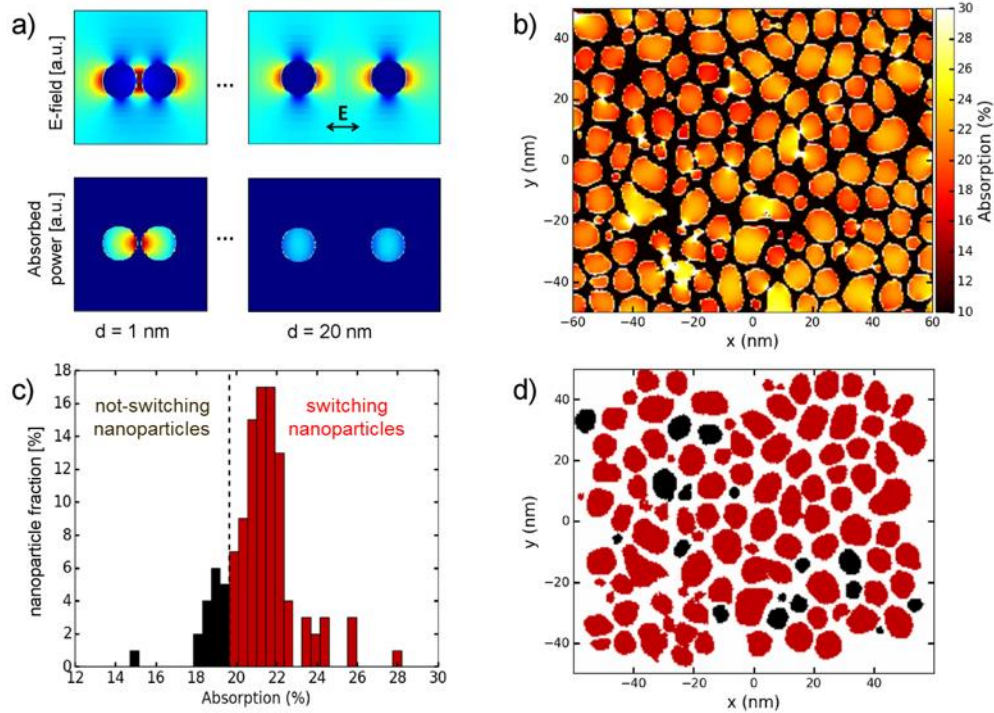 a)
E-field [a.u.]
...
E
Absorbed
power [a.u.]
...
d = 1 nm
d = 20 nm
b)
y (nm)
40
20
0
−20
−40
−60
−40
−20
0
20
40
60
x (nm)
30
28
26
24
22
20
18
16
14
12
10
Absorption (%)
c)
nanoparticle fraction [%]
18
16
14
12
10
8
6
4
2
0
not-switching
nanoparticles
switching
nanoparticles
12
14
16
18
20
22
24
26
28
30
Absorption (%)
d)
y (nm)
40
20
0
−20
−40
−40
−20
0
20
40
x (nm)